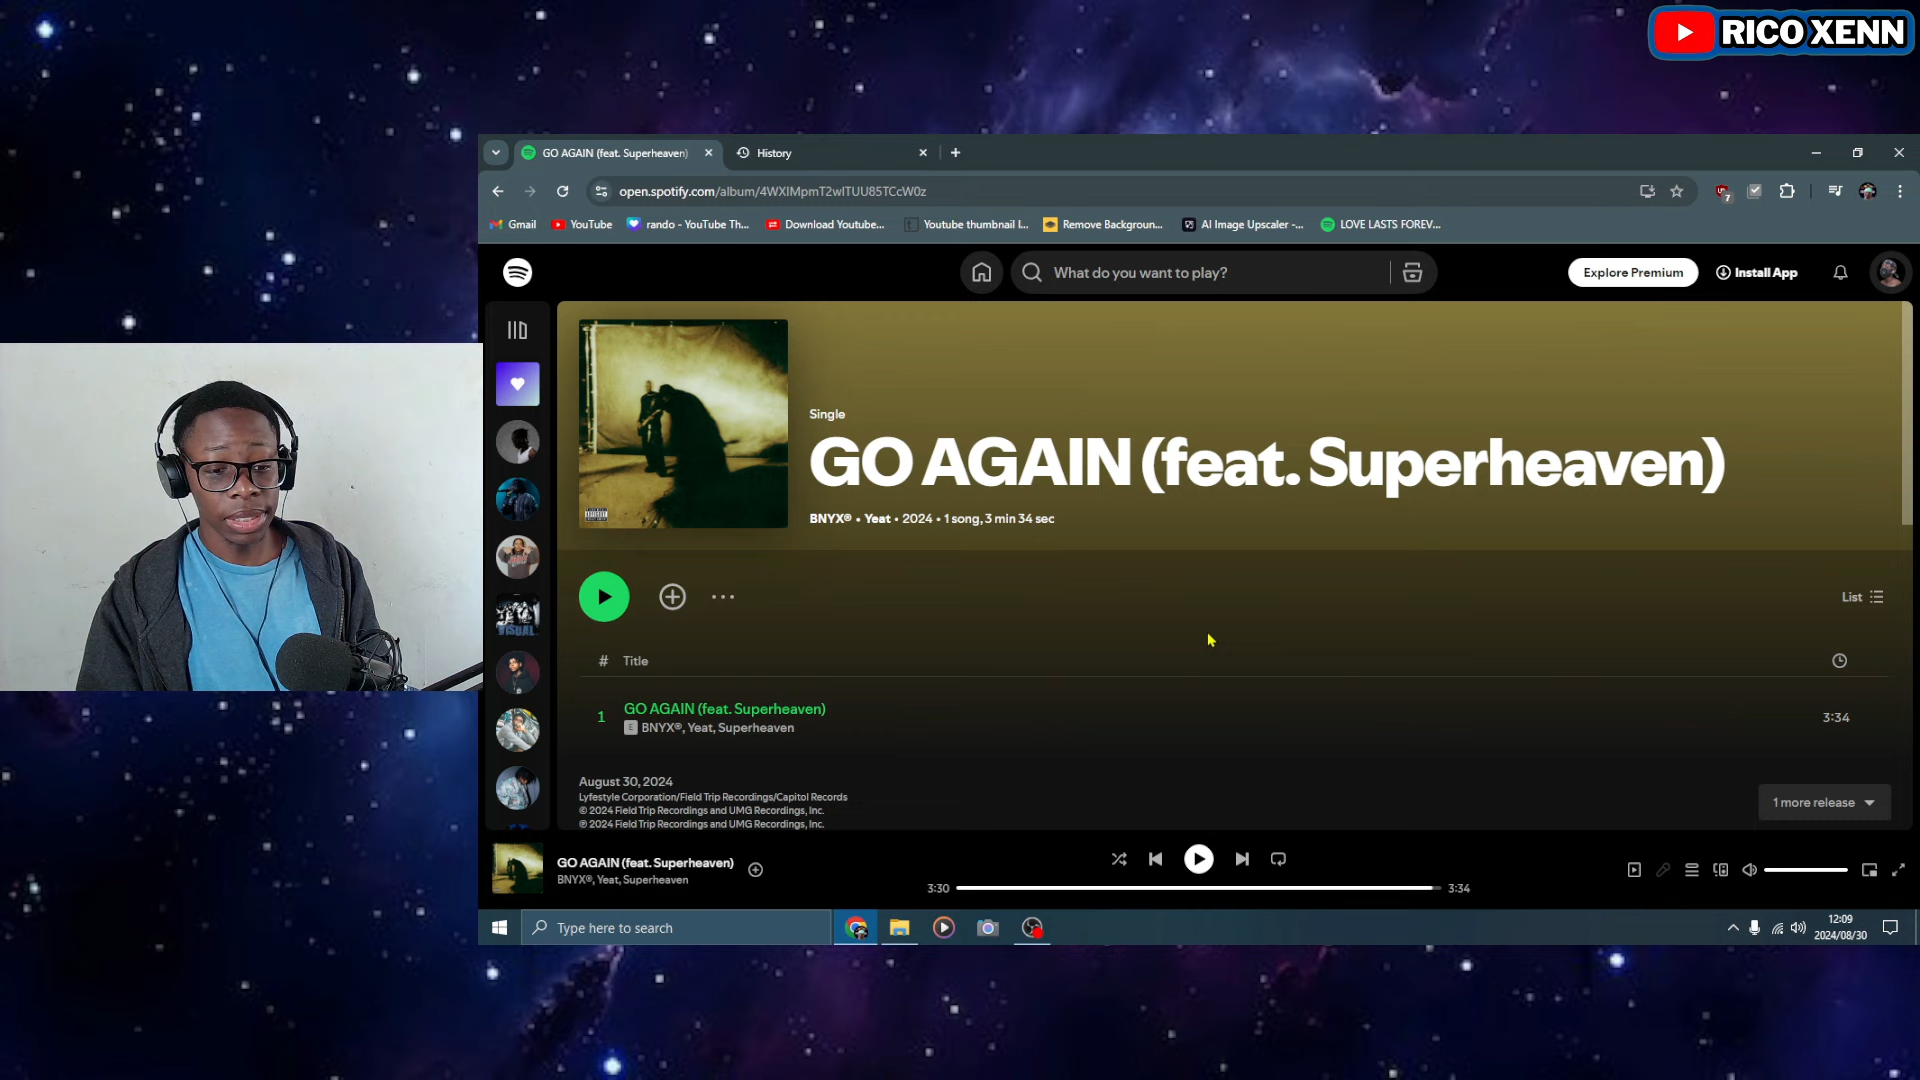 RICO XENN
GO AGAIN (feat. Superheaven)
History
open.spotify.com/album/4WXIMpmT2wITUU85TCcW0z
Gmail
YouTube
rando - YouTube Th...
Download Youtube...
Youtube thumbnail I...
Remove Backgroun...
AI Image Upscaler -...
LOVE LASTS FOREV...
7
What do you want to play?
Explore Premium
Install App
Single
GO AGAIN (feat. Superheaven)
BNYX® • Yeat • 2024 • 1 song, 3 min 34 sec
List
# Title
1
GO AGAIN (feat. Superheaven)
E BNYX®, Yeat, Superheaven
3:34
August 30, 2024
Lyfestyle Corporation/Field Trip Recordings/Capitol Records
© 2024 Field Trip Recordings and UMG Recordings, Inc.
℗ 2024 Field Trip Recordings and UMG Recordings, Inc.
1 more release
GO AGAIN (feat. Superheaven)
BNYX®, Yeat, Superheaven
3:30
3:34
Type here to search
12:09
2024/08/30